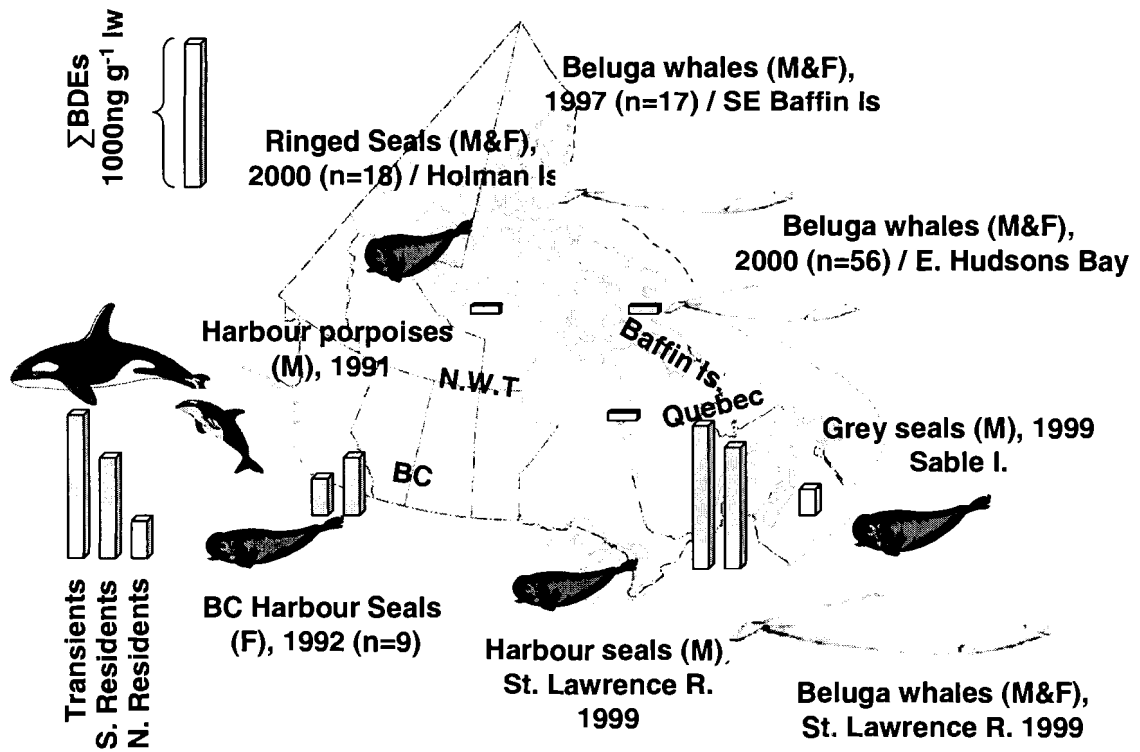 ∑BDEs
1000ng g⁻¹ lw
Beluga whales (M&F),
1997 (n=17) / SE Baffin Is
Ringed Seals (M&F),
2000 (n=18) / Holman Is
Beluga whales (M&F),
2000 (n=56) / E. Hudsons Bay
Harbour porpoises
(M), 1991
N.W.T
Baffin Is.
Quebec
BC
Grey seals (M), 1999
Sable I.
Transients
S. Residents
N. Residents
BC Harbour Seals
(F), 1992 (n=9)
Harbour seals (M)
St. Lawrence R.
1999
Beluga whales (M&F),
St. Lawrence R. 1999